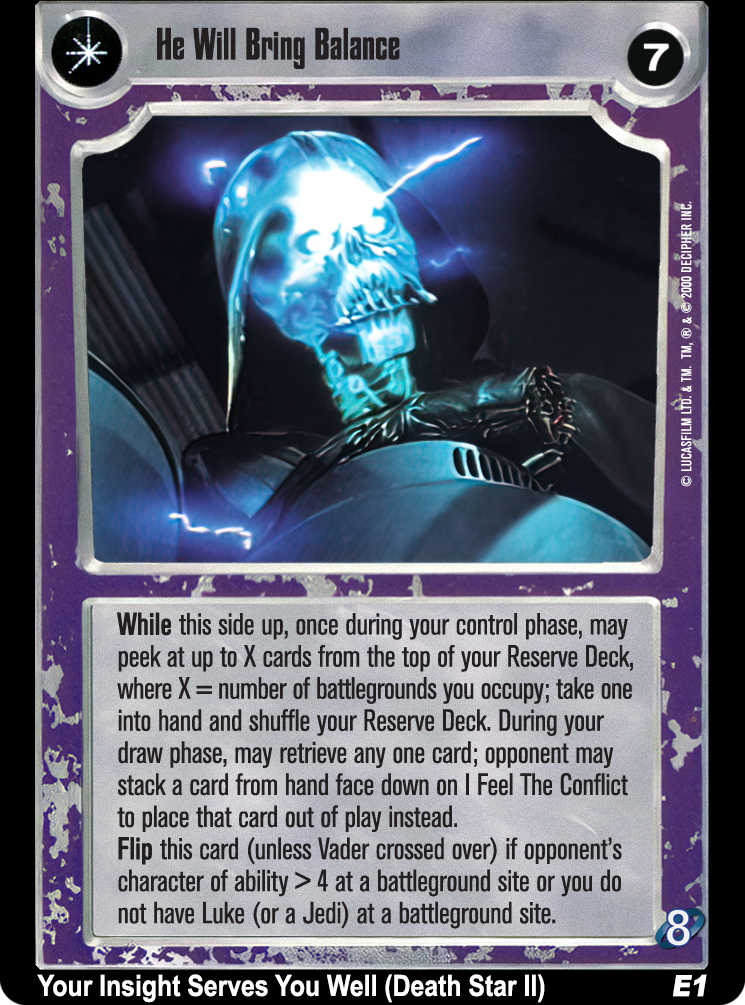 He Will Bring Balance
7
© LUCASFILM LTD. & TM. TM, ® & © 2000 DECIPHER INC.
While this side up, once during your control phase, may
peek at up to X cards from the top of your Reserve Deck,
where X = number of battlegrounds you occupy; take one
into hand and shuffle your Reserve Deck. During your
draw phase, may retrieve any one card; opponent may
stack a card from hand face down on I Feel The Conflict
to place that card out of play instead.
Flip this card (unless Vader crossed over) if opponent's
character of ability > 4 at a battleground site or you do
not have Luke (or a Jedi) at a battleground site.
8
Your Insight Serves You Well (Death Star II)
E1